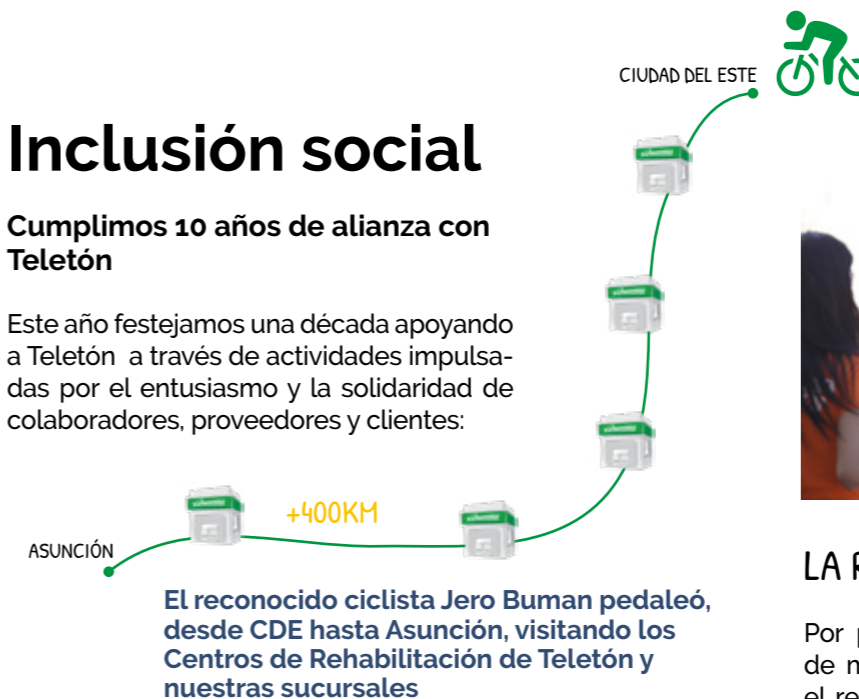 CIUDAD DEL ESTE
Inclusión social
Cumplimos 10 años de alianza con
Teletón
Este año festejamos una década apoyando
a Teletón a través de actividades impulsa-
das por el entusiasmo y la solidaridad de
colaboradores, proveedores y clientes:
+400KM
ASUNCIÓN
El reconocido ciclista Jero Buman pedaleó,
desde CDE hasta Asunción, visitando los
Centros de Rehabilitación de Teletón y
nuestras sucursales
LA
Por
de
el